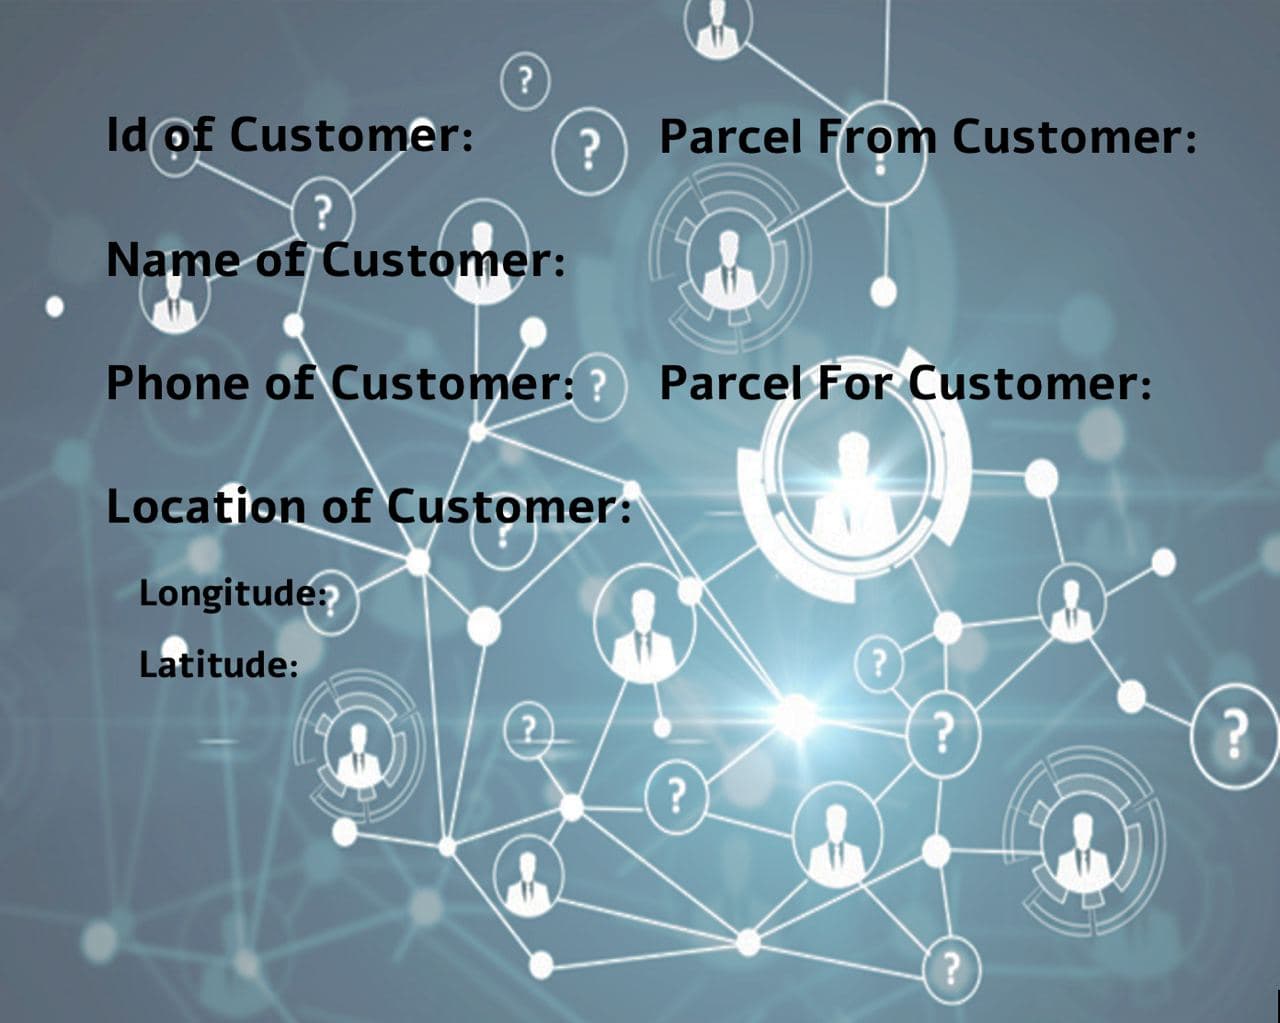 Id of Customer:
Name of Customer:
Phone of Customer:
Location of Customer:
Longitude:
Latitude:
Parcel From Customer:
Parcel For Customer: